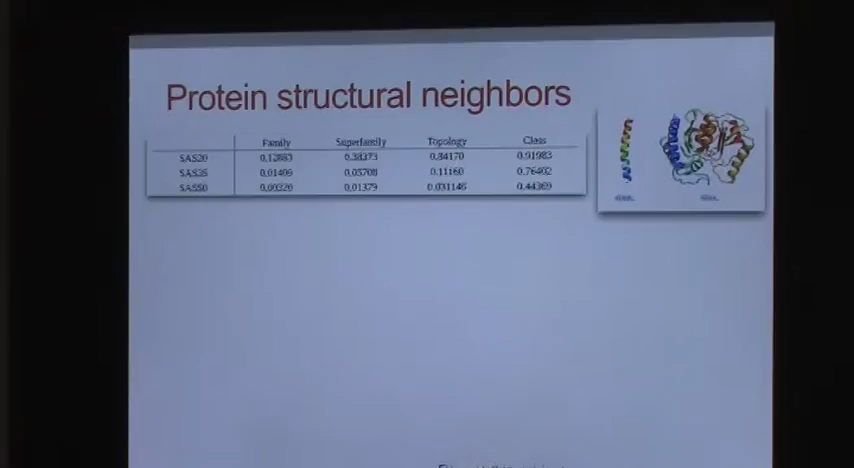 Protein structural neighbors
Family Superfamily Topology Class
SAS20 0.12883 0.38373 0.84170 0.91983
SAS35 0.01409 0.05708 0.11160 0.76402
SAS50 0.00320 0.01379 0.031146 0.44369